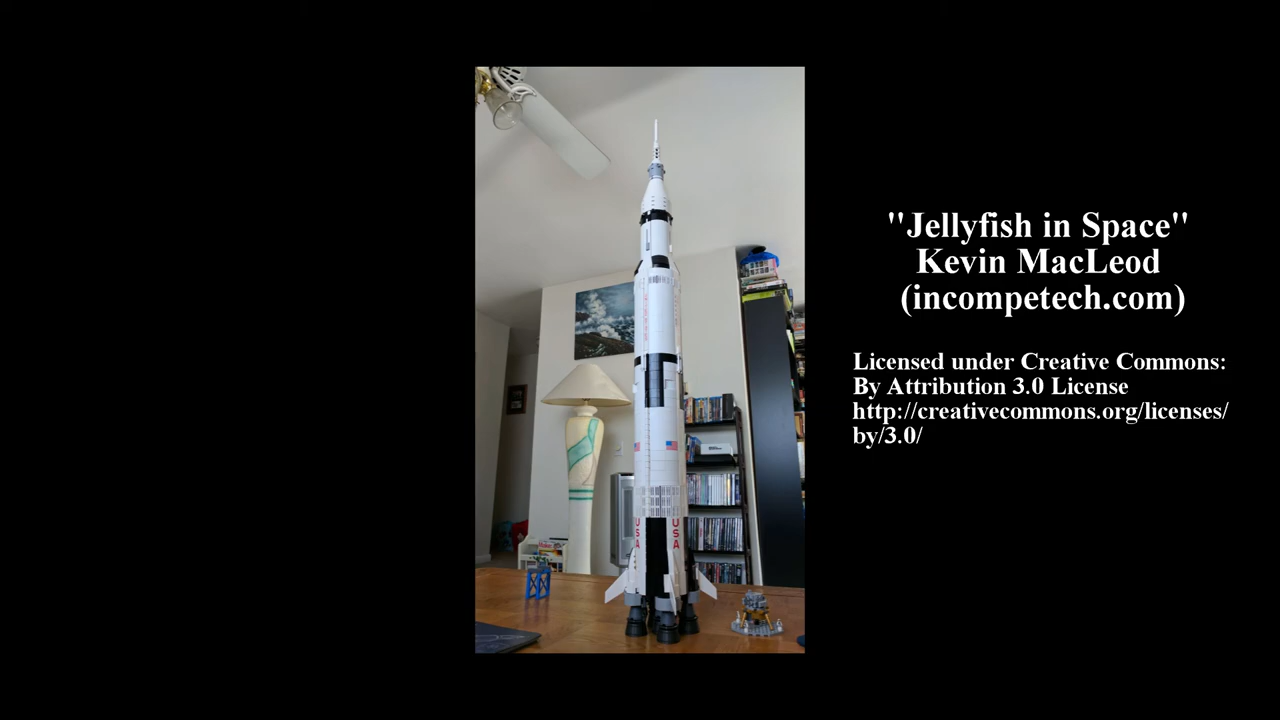 "Jellyfish in Space"
Kevin MacLeod
(incompetech.com)
Licensed under Creative Commons:
By Attribution 3.0 License
http://creativecommons.org/licenses/
by/3.0/
USA
USA